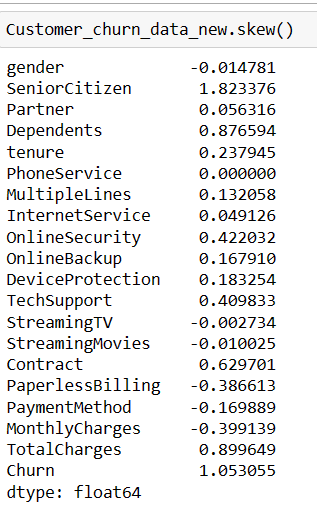 Customer_churn_data_new.skew()
gender -0.014781
SeniorCitizen 1.823376
Partner 0.056316
Dependents 0.876594
tenure 0.237945
PhoneService 0.000000
MultipleLines 0.132058
InternetService 0.049126
OnlineSecurity 0.422032
OnlineBackup 0.167910
DeviceProtection 0.183254
TechSupport 0.409833
StreamingTV -0.002734
StreamingMovies -0.010025
Contract 0.629701
PaperlessBilling -0.386613
PaymentMethod -0.169889
MonthlyCharges -0.399139
TotalCharges 0.899649
Churn 1.053055
dtype: float64